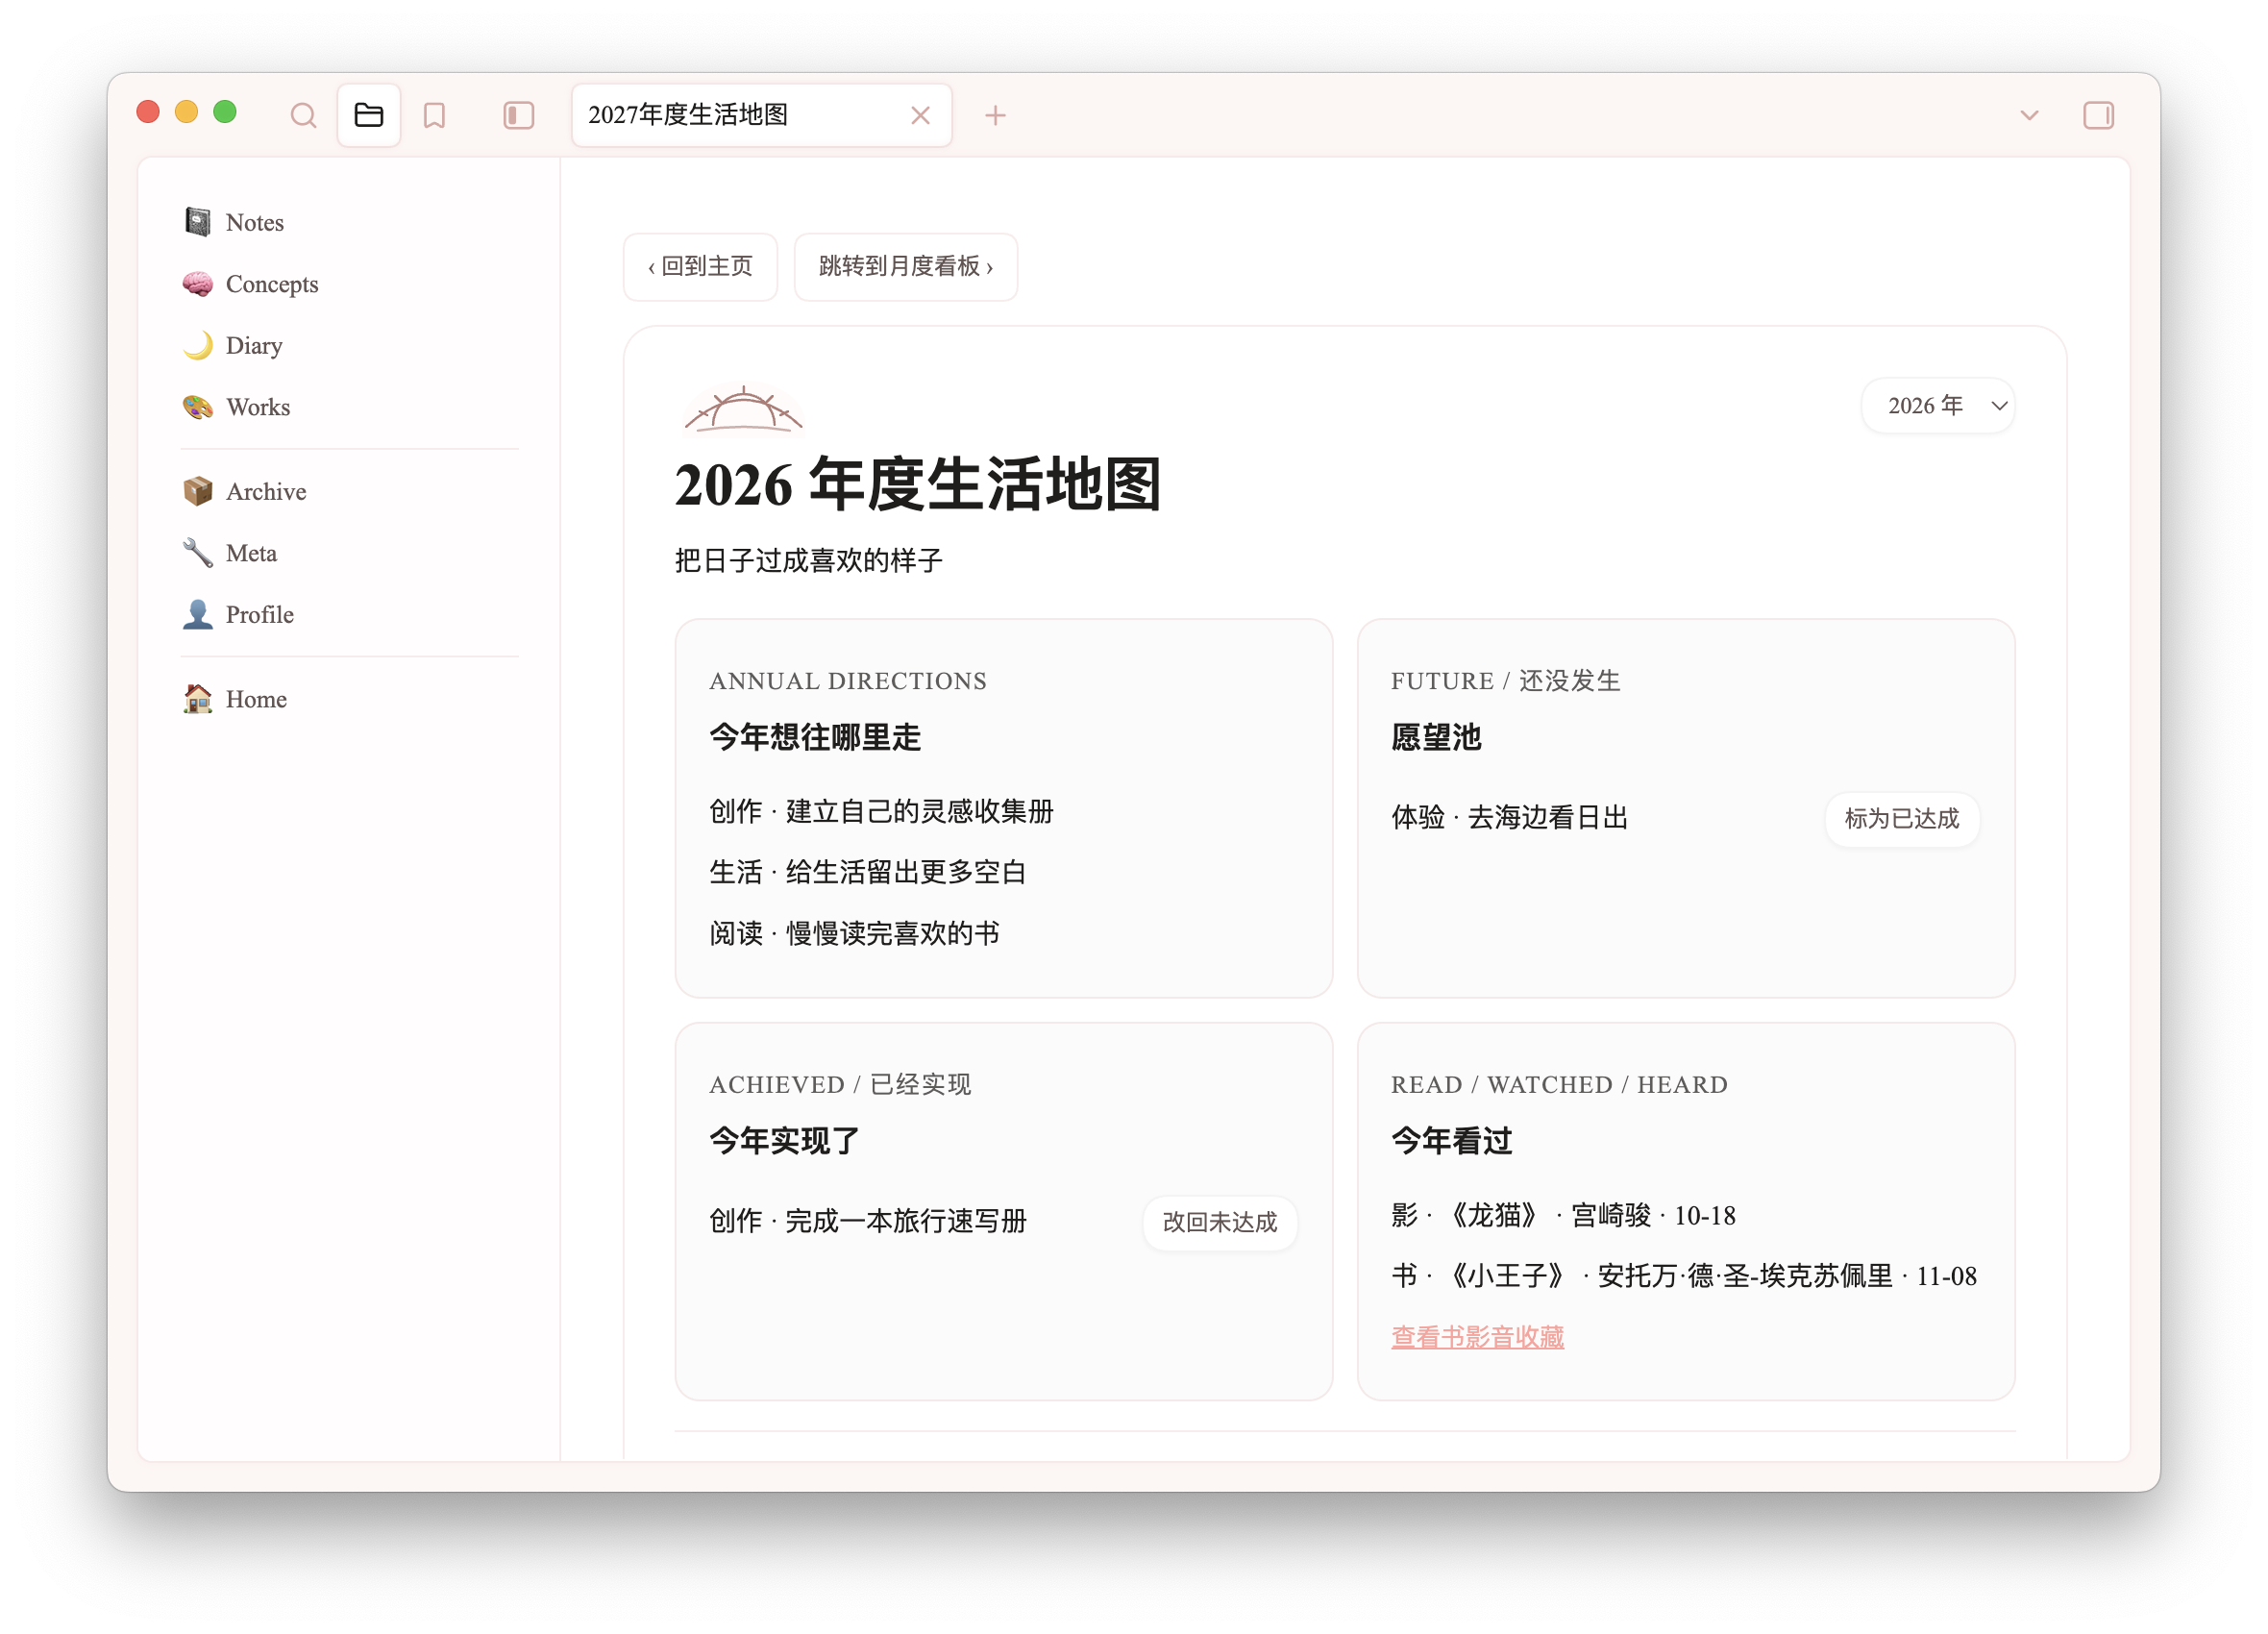 2027年度生活地图
Notes
Concepts
Diary
Works
Archive
Meta
Profile
Home
‹ 回到主页
跳转到月度看板 ›
2026 年
2026 年度生活地图
把日子过成喜欢的样子
ANNUAL DIRECTIONS
今年想往哪里走
创作 · 建立自己的灵感收集册
生活 · 给生活留出更多空白
阅读 · 慢慢读完喜欢的书
FUTURE / 还没发生
愿望池
体验 · 去海边看日出
标为已达成
ACHIEVED / 已经实现
今年实现了
创作 · 完成一本旅行速写册
改回未达成
READ / WATCHED / HEARD
今年看过
影 · 《龙猫》 · 宫崎骏 · 10-18
书 · 《小王子》 · 安托万·德·圣-埃克苏佩里 · 11-08
查看书影音收藏